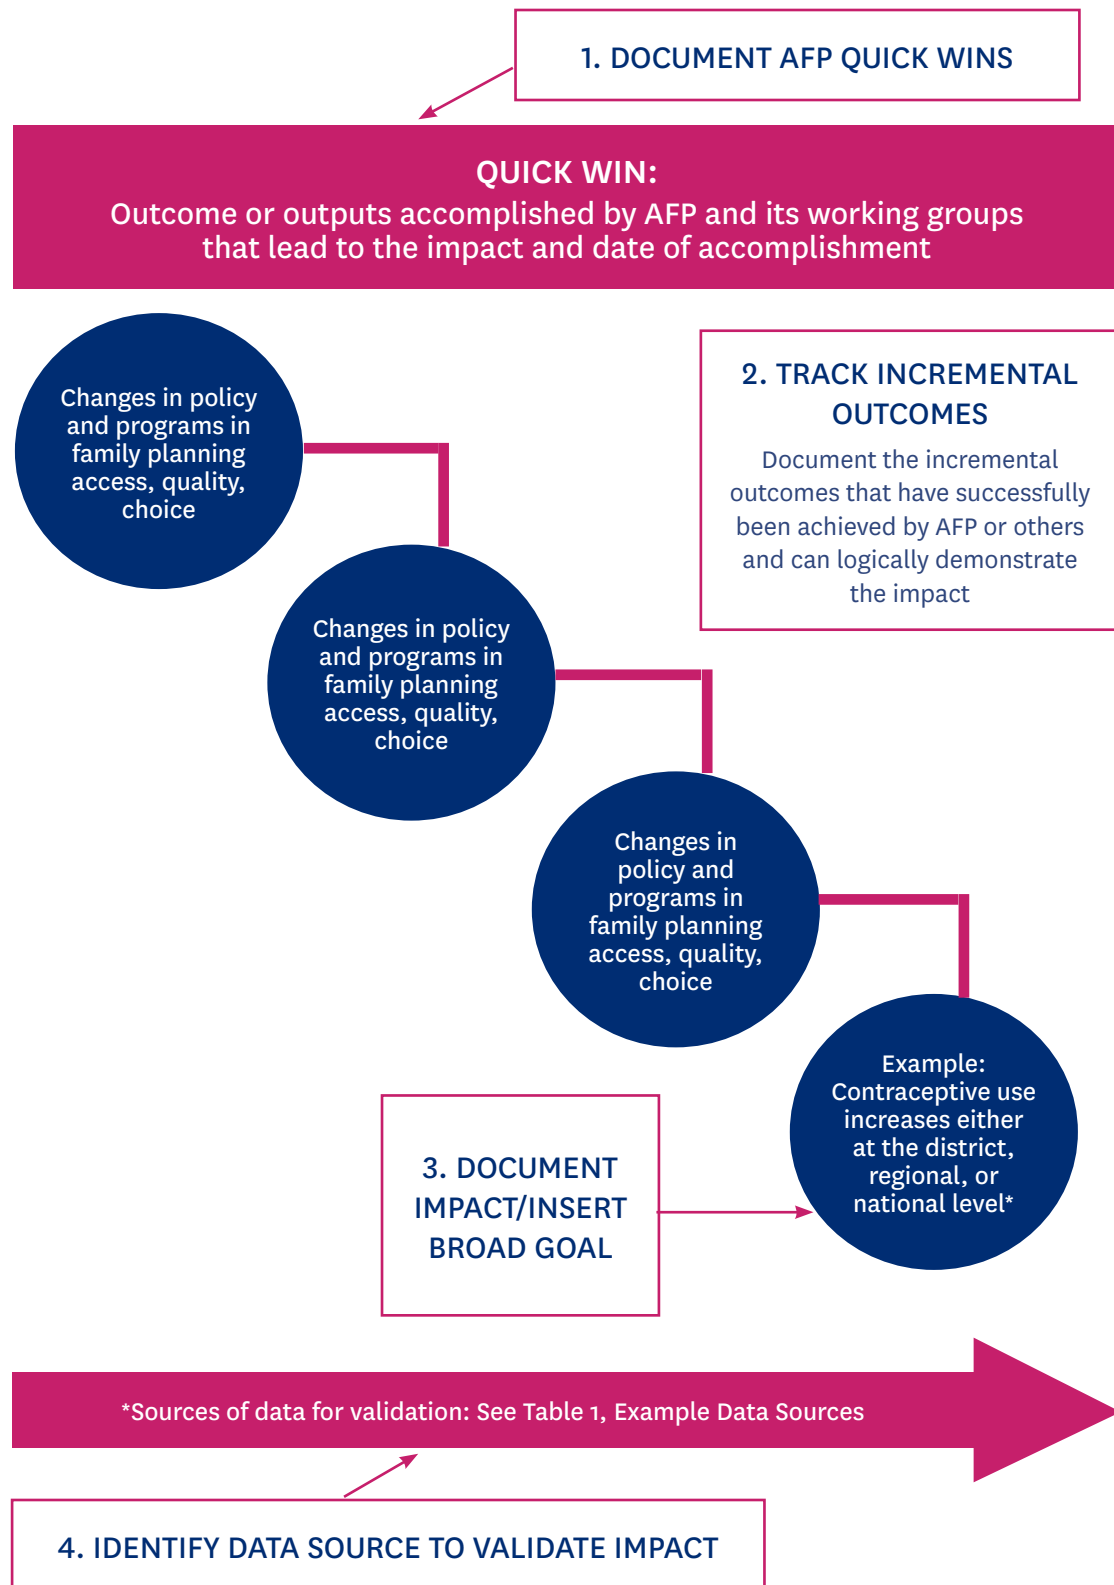 1. DOCUMENT AFP QUICK WINS
QUICK WIN:
Outcome or outputs accomplished by AFP and its working groups
that lead to the impact and date of accomplishment
Changes in policy
and programs in
family planning
access, quality,
choice
2. TRACK INCREMENTAL
OUTCOMES
Document the incremental
outcomes that have successfully
been achieved by AFP or others
and can logically demonstrate
the impact
Changes in policy
and programs in
family planning
access, quality,
choice
Changes in
policy and
programs in
family planning
access, quality,
choice
Example:
Contraceptive use
increases either
at the district,
regional, or
national level*
3. DOCUMENT
IMPACT/INSERT
BROAD GOAL
*Sources of data for validation: See Table 1, Example Data Sources
4. IDENTIFY DATA SOURCE TO VALIDATE IMPACT